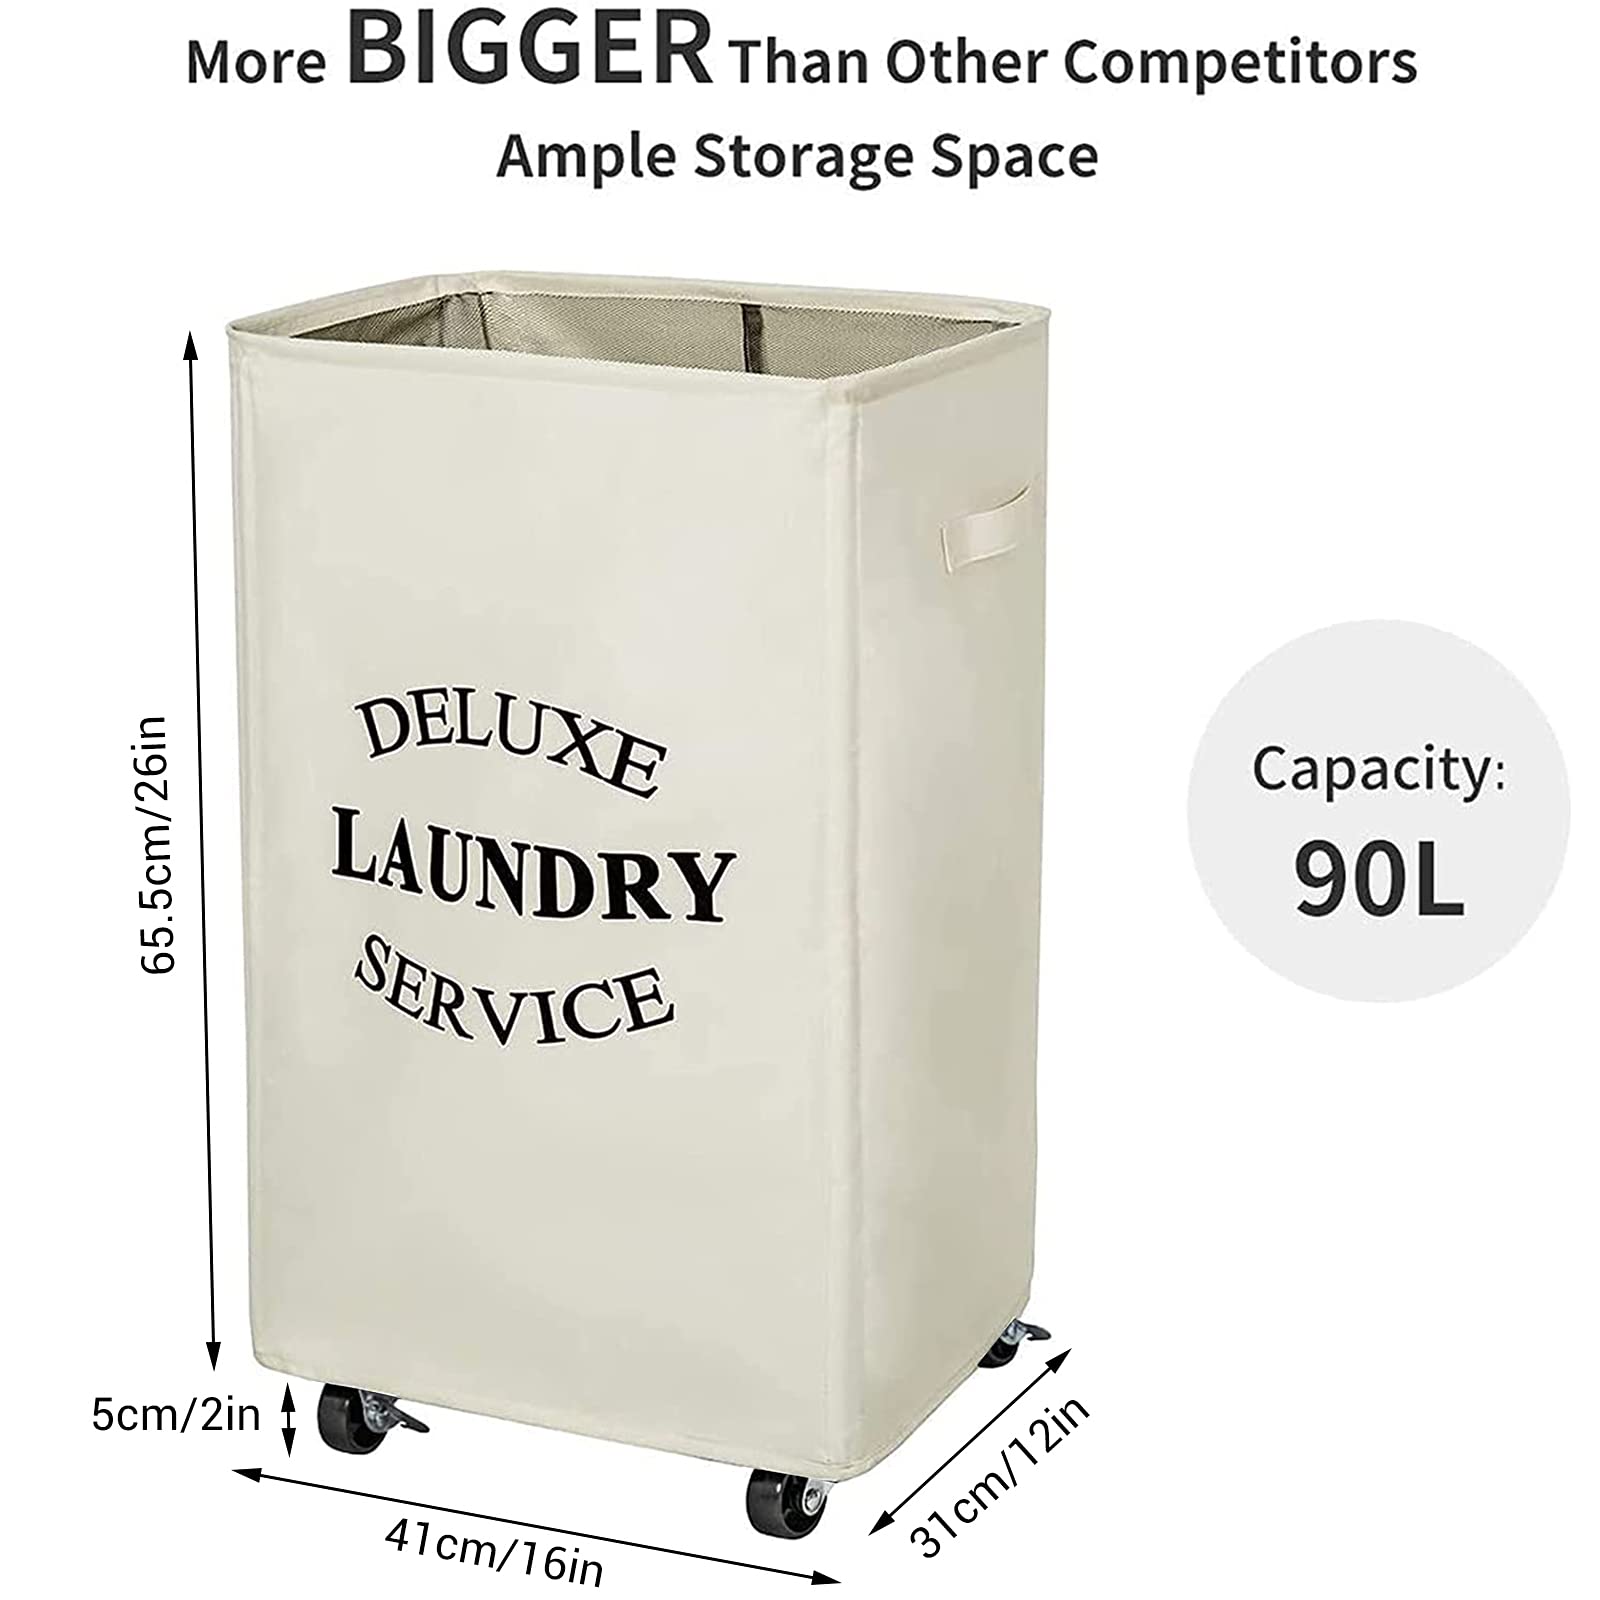 More BIGGER Than Other Competitors
Ample Storage Space
65.5cm/26in
DELUXE
LAUNDRY
SERVICE
Capacity:
90L
5cm/2in
41cm/16in
31cm/12in